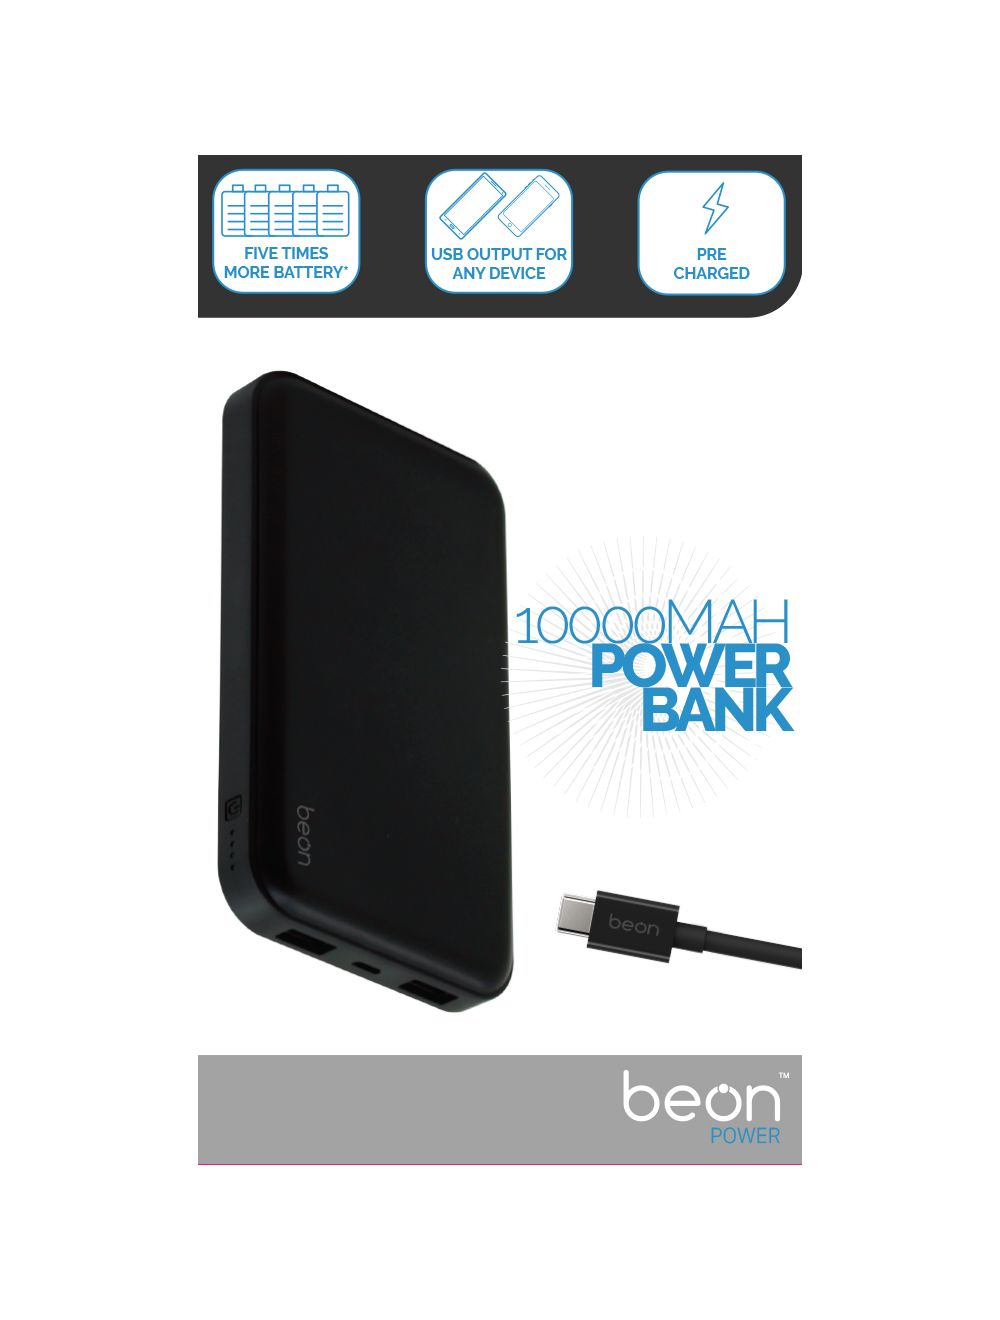 FIVE TIMES
MORE BATTERY*
USB OUTPUT FOR
ANY DEVICE
PRE
CHARGED
10000MAH
POWER
BANK
beon
beon
beon™
POWER